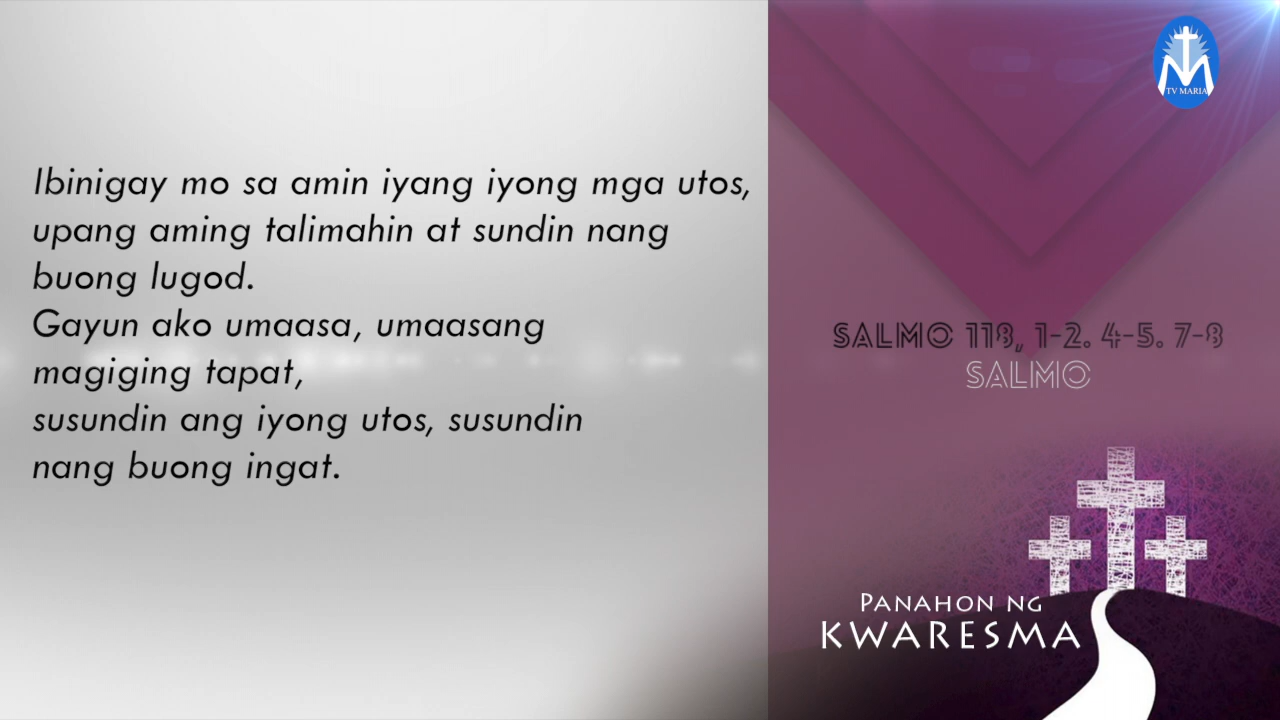 Ibinigay mo sa amin iyang iyong mga utos,
upang aming talimahin at sundin nang
buong lugod.
Gayun ako umaasa, umaasang
magiging tapat,
susundin ang iyong utos, susundin
nang buong ingat.
TV MARIA
SALMO 118, 1-2. 4-5. 7-8
SALMO
PANAHON NG
KWARESMA